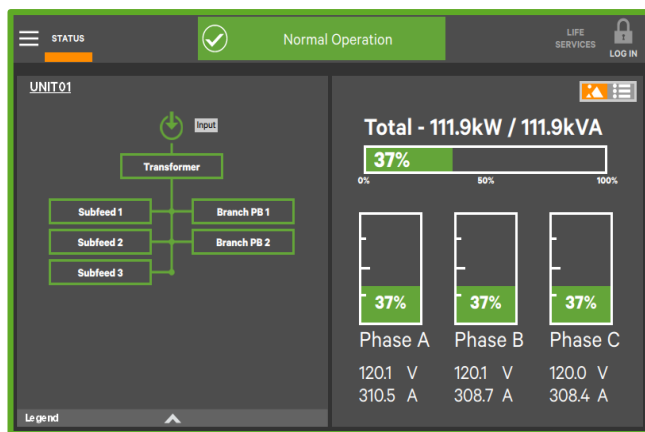 STATUS
Normal Operation
LIFE
SERVICES
LOG IN
UNIT01
Input
Transformer
Subfeed 1
Branch PB 1
Subfeed 2
Branch PB 2
Subfeed 3
Legend
Total - 111.9kW / 111.9kVA
37%
0% 50% 100%
37% 37% 37%
Phase A Phase B Phase C
120.1 V 120.1 V 120.0 V
310.5 A 308.7 A 308.4 A